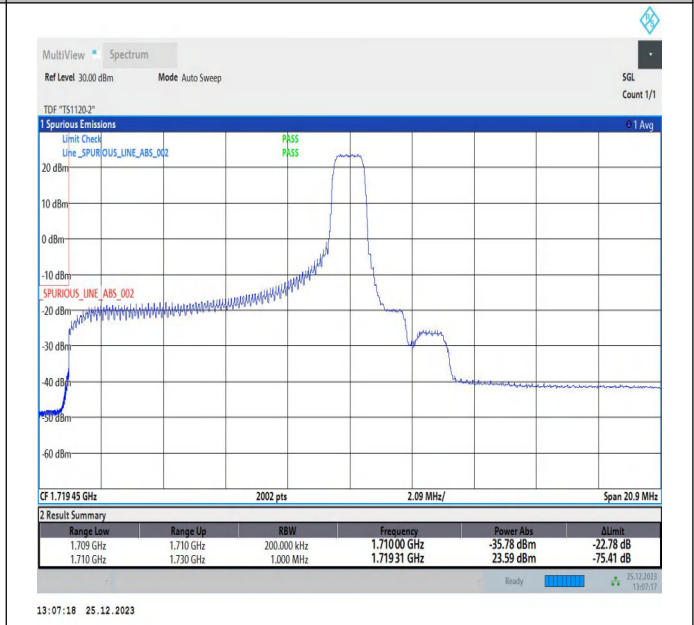 R S
MultiView Spectrum
Ref Level 30.00 dBm Mode Auto Sweep SGL
Count 1/1
TDF "TS1120-2"
1 Spurious Emissions 1 Avg
Limit Check PASS
Line _SPURIOUS_LINE_ABS_002 PASS
20 dBm
10 dBm
0 dBm
-10 dBm
_SPURIOUS_LINE_ABS_002
-20 dBm
-30 dBm
-40 dBm
-50 dBm
-60 dBm
CF 1.719 45 GHz 2002 pts 2.09 MHz/ Span 20.9 MHz
2 Result Summary
Range Low Range Up RBW Frequency Power Abs ΔLimit
1.709 GHz 1.710 GHz 200.000 kHz 1.71000 GHz -35.78 dBm -22.78 dB
1.710 GHz 1.730 GHz 1.000 MHz 1.71931 GHz 23.59 dBm -75.41 dB
Ready 25.12.2023
13:07:17
13:07:18 25.12.2023